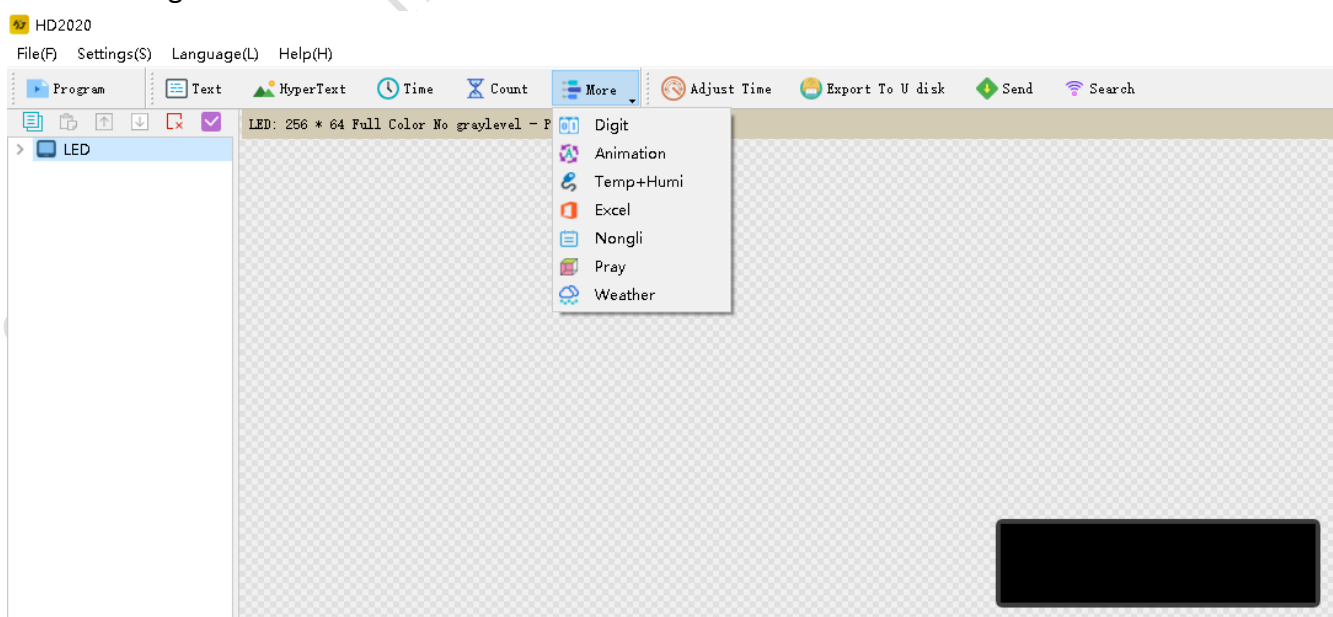 HD2020
File(F) Settings(S) Language(L) Help(H)
Program Text HyperText Time Count More Adjust Time Export To U disk Send Search
LED: 256 * 64 Full Color No graylevel - P
LED
Digit
Animation
Temp+Humi
Excel
Nongli
Pray
Weather